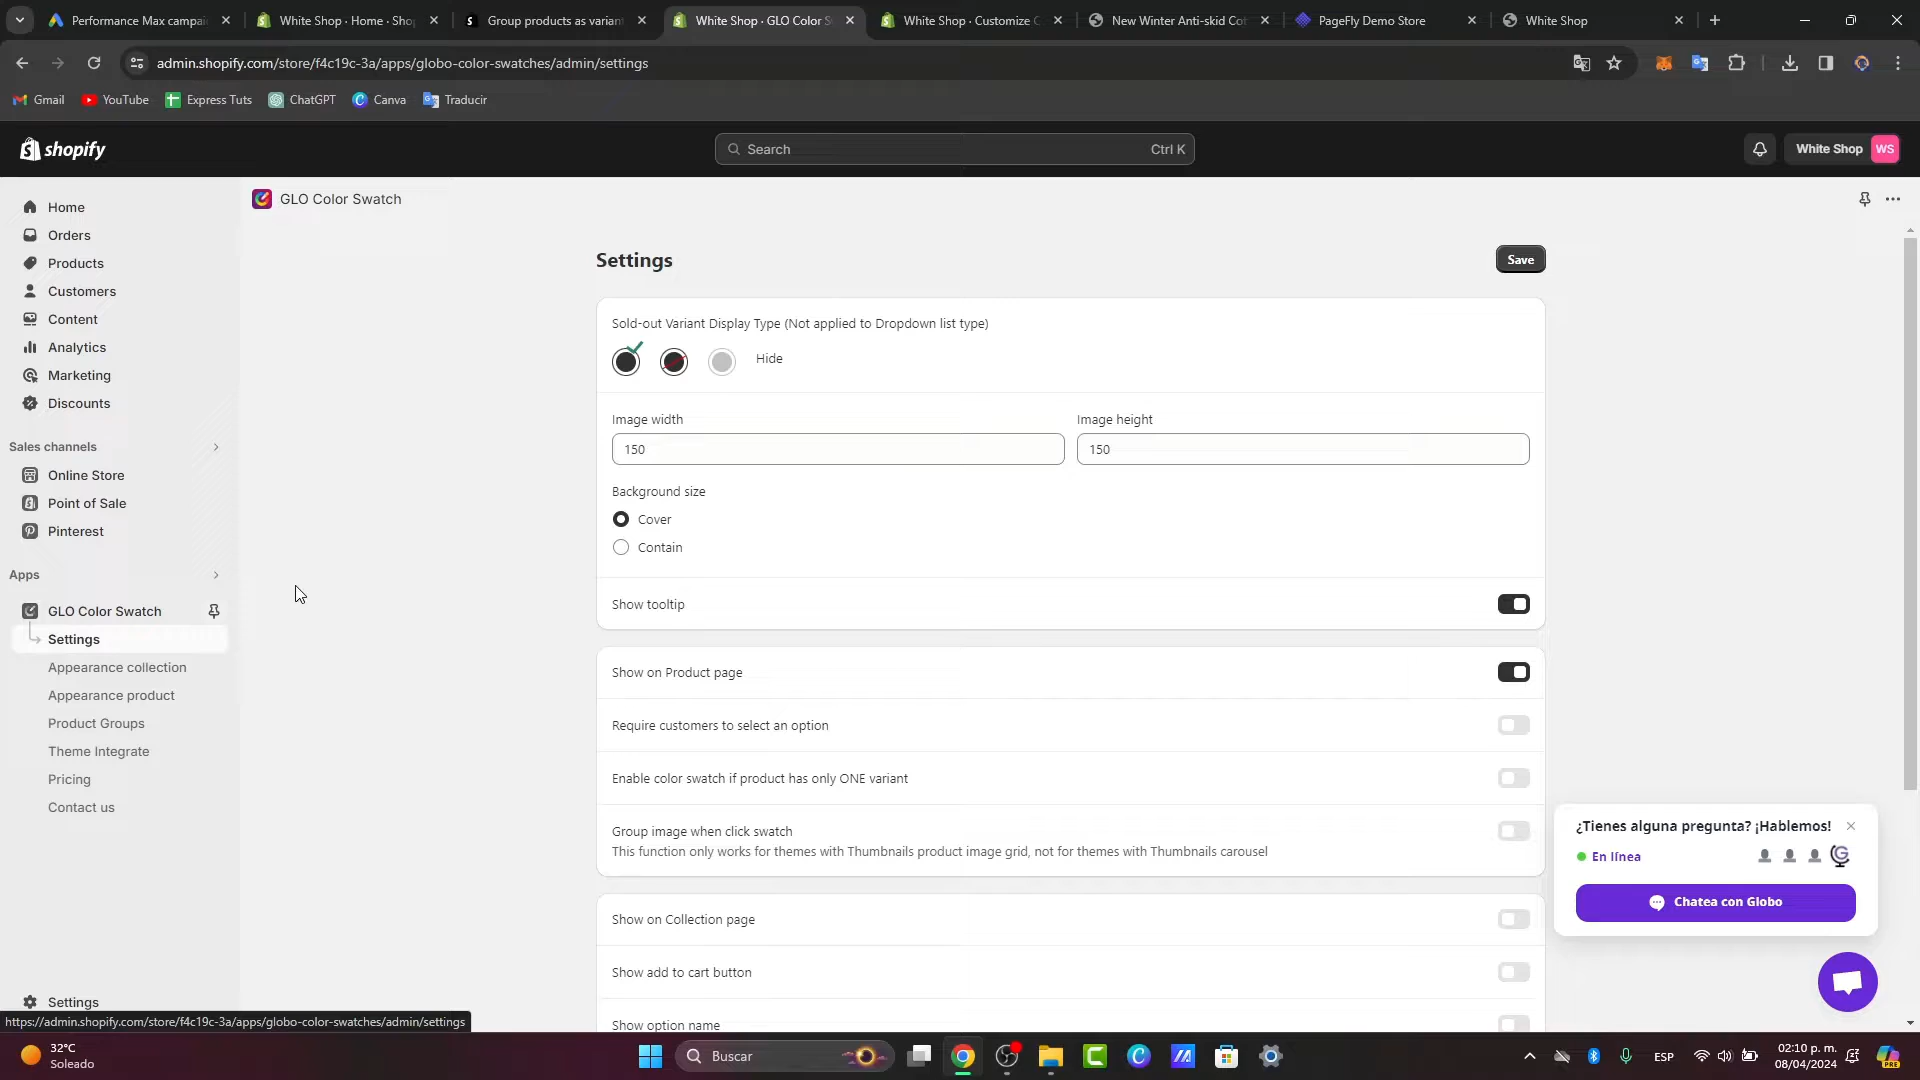 Performance Max campai
White Shop · Home · Sho
Group products as variant
White Shop · GLO Color S
White Shop · Customize C
New Winter Anti-skid Cot
PageFly Demo Store
White Shop
admin.shopify.com/store/f4c19c-3a/apps/globo-color-swatches/admin/settings
Gmail
YouTube
Express Tuts
ChatGPT
Canva
Traducir
shopify
Search
Ctrl K
White Shop
WS
Home
Orders
Products
Customers
Content
Analytics
Marketing
Discounts
Sales channels
Online Store
Point of Sale
Pinterest
Apps
GLO Color Swatch
Settings
Appearance collection
Appearance product
Product Groups
Theme Integrate
Pricing
Contact us
Settings
https://admin.shopify.com/store/f4c19c-3a/apps/globo-color-swatches/admin/settings
GLO Color Swatch
Settings
Save
Sold-out Variant Display Type (Not applied to Dropdown list type)
Hide
Image width
Image height
150
150
Background size
Cover
Contain
Show tooltip
Show on Product page
Require customers to select an option
Enable color swatch if product has only ONE variant
Group image when click swatch
This function only works for themes with Thumbnails product image grid, not for themes with Thumbnails carousel
Show on Collection page
Show add to cart button
Show option name
¿Tienes alguna pregunta? ¡Hablemos!
En línea
Chatea con Globo
32°C
Soleado
Buscar
ESP
02:10 p. m.
08/04/2024
PRE